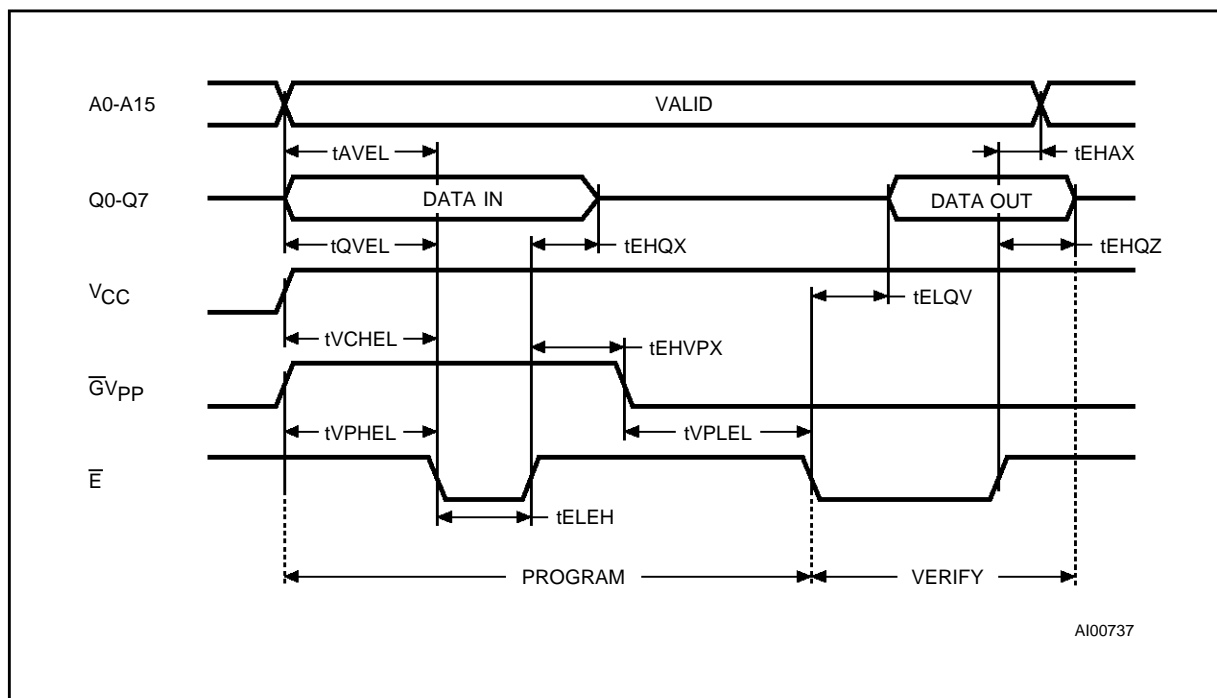 A0-A15
VALID
tAVEL
tEHAX
Q0-Q7
DATA IN
DATA OUT
tQVEL
tEHQX
tEHQZ
VCC
tELQV
tVCHEL
tEHVPX
G̅VPP
tVPHEL
tVPLEL
E̅
tELEH
PROGRAM
VERIFY
AI00737